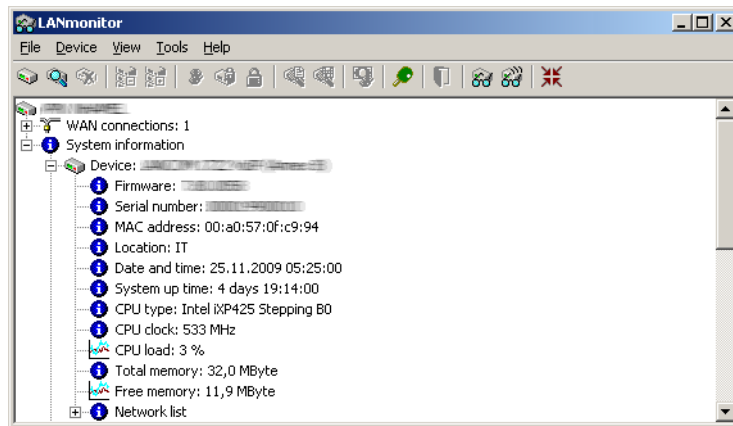 LANmonitor
File Device View Tools Help
WAN connections: 1
System information
Device:
Firmware:
Serial number:
MAC address: 00:a0:57:0f:c9:94
Location: IT
Date and time: 25.11.2009 05:25:00
System up time: 4 days 19:14:00
CPU type: Intel iXP425 Stepping B0
CPU clock: 533 MHz
CPU load: 3 %
Total memory: 32,0 MByte
Free memory: 11,9 MByte
Network list